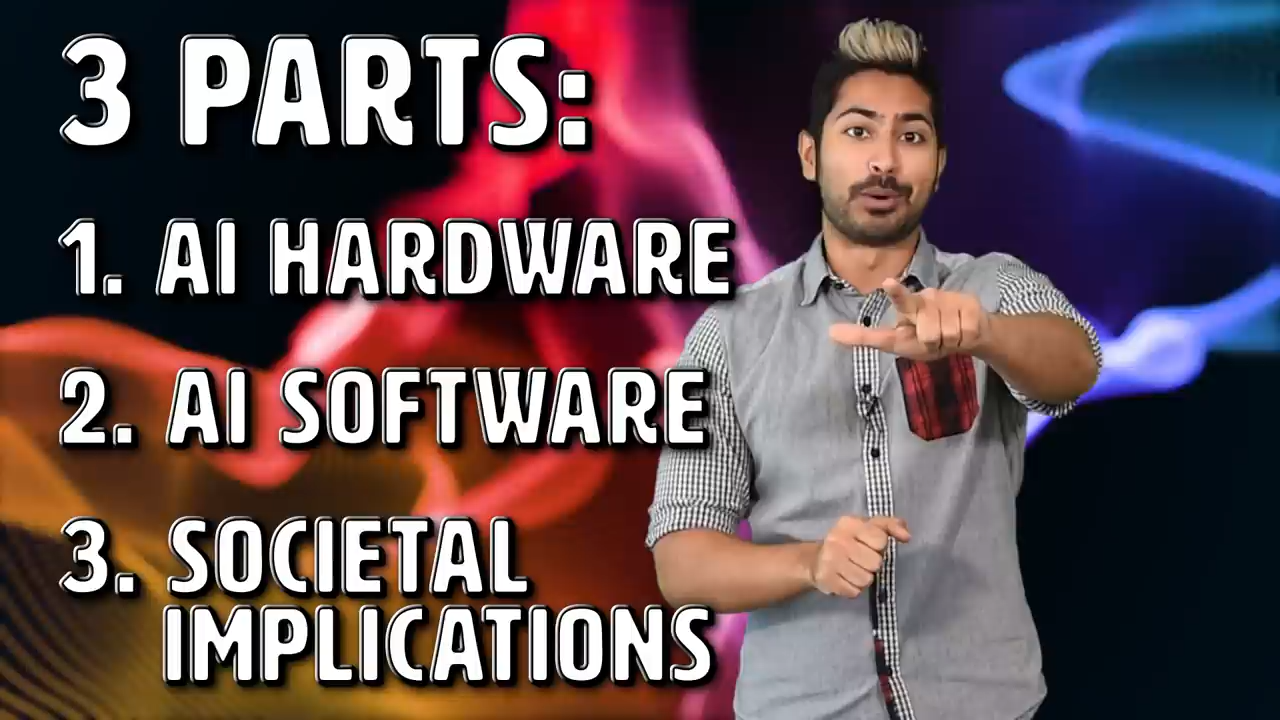 3 PARTS:
1. AI HARDWARE
2. AI SOFTWARE
3. SOCIETAL
IMPLICATIONS